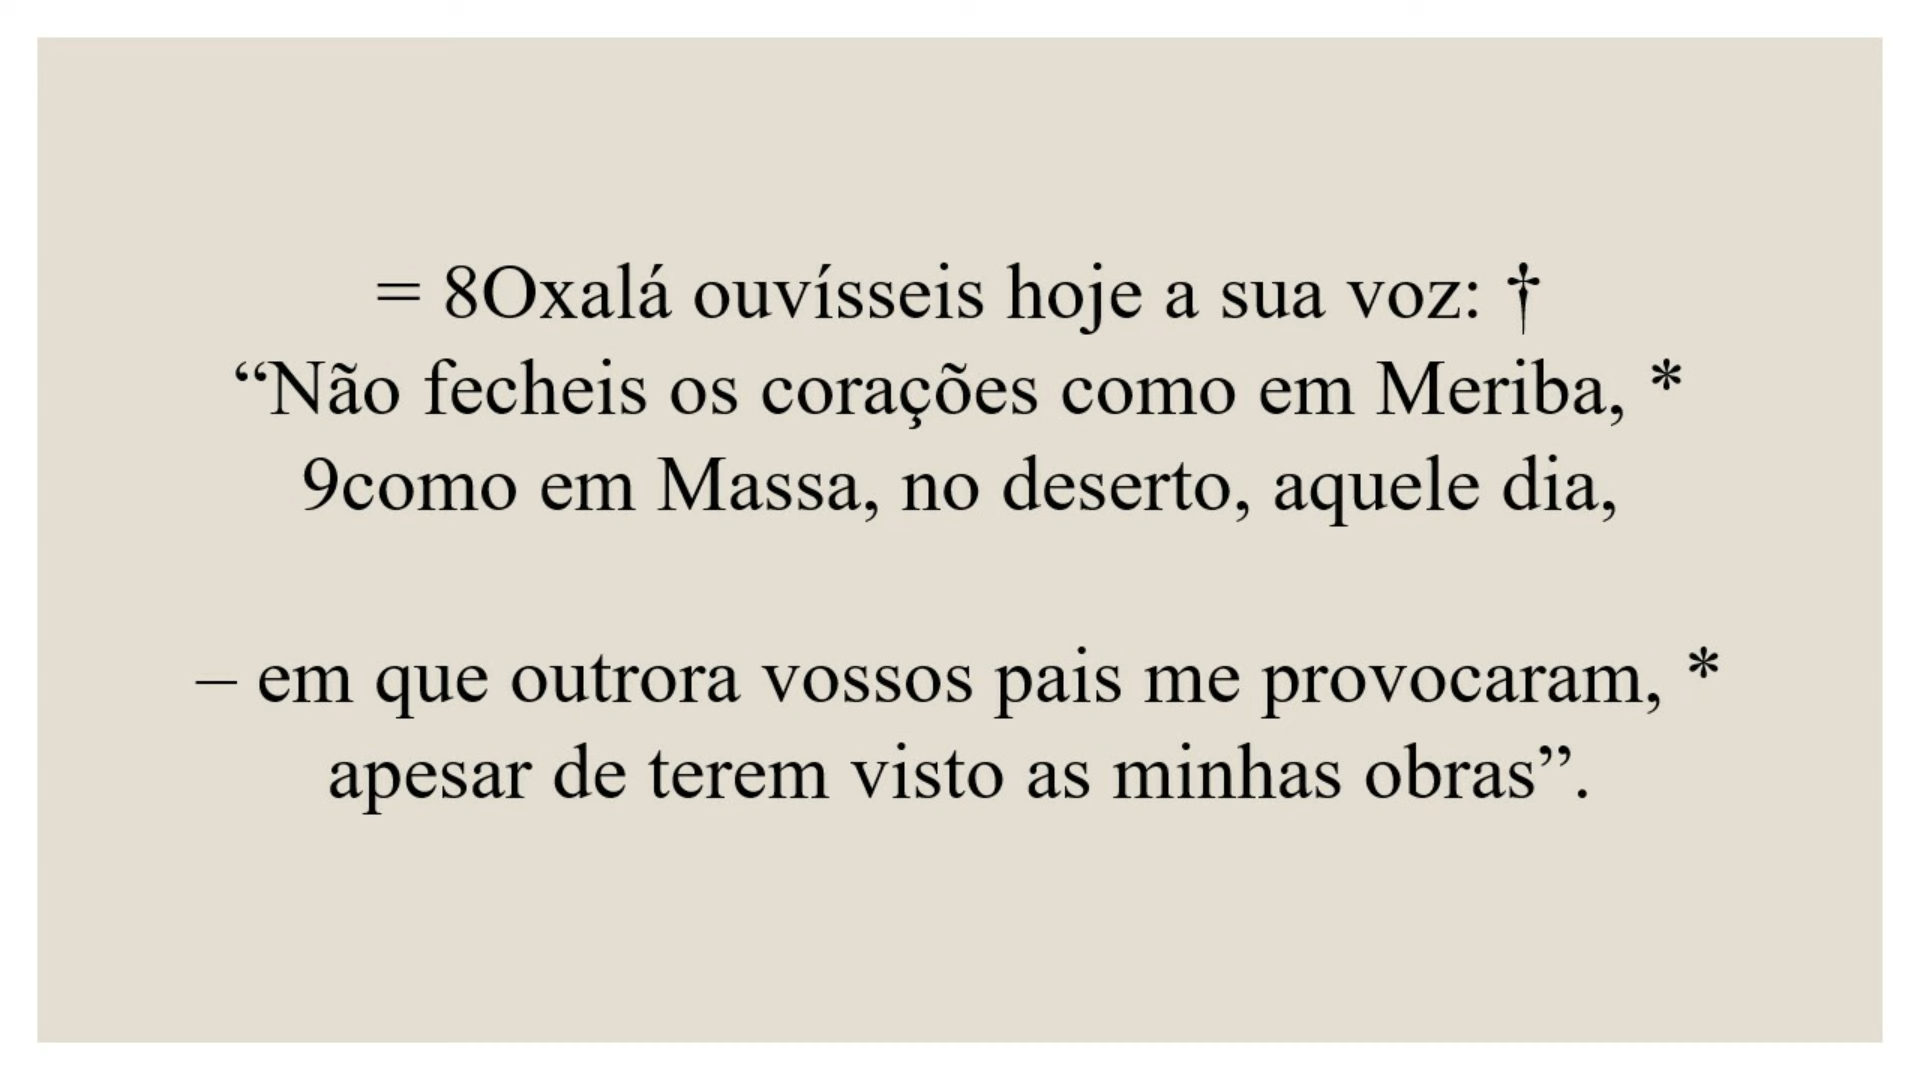 = 8Oxalá ouvísseis hoje a sua voz: †
“Não fecheis os corações como em Meriba, *
9como em Massa, no deserto, aquele dia,
– em que outrora vossos pais me provocaram, *
apesar de terem visto as minhas obras”.